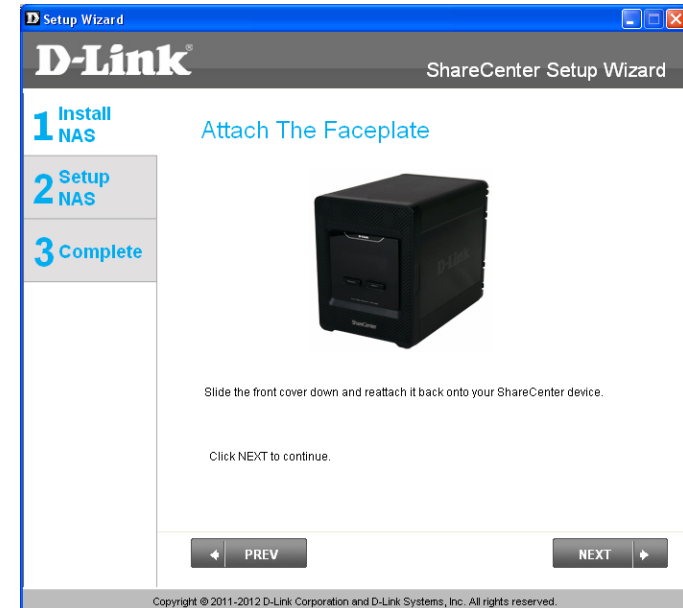 Setup Wizard
D-Link®
ShareCenter Setup Wizard
1 Install
NAS
2 Setup
NAS
3 Complete
Attach The Faceplate
D-Link
ShareCenter
Slide the front cover down and reattach it back onto your ShareCenter device.
Click NEXT to continue.
PREV
NEXT
Copyright © 2011-2012 D-Link Corporation and D-Link Systems, Inc. All rights reserved.